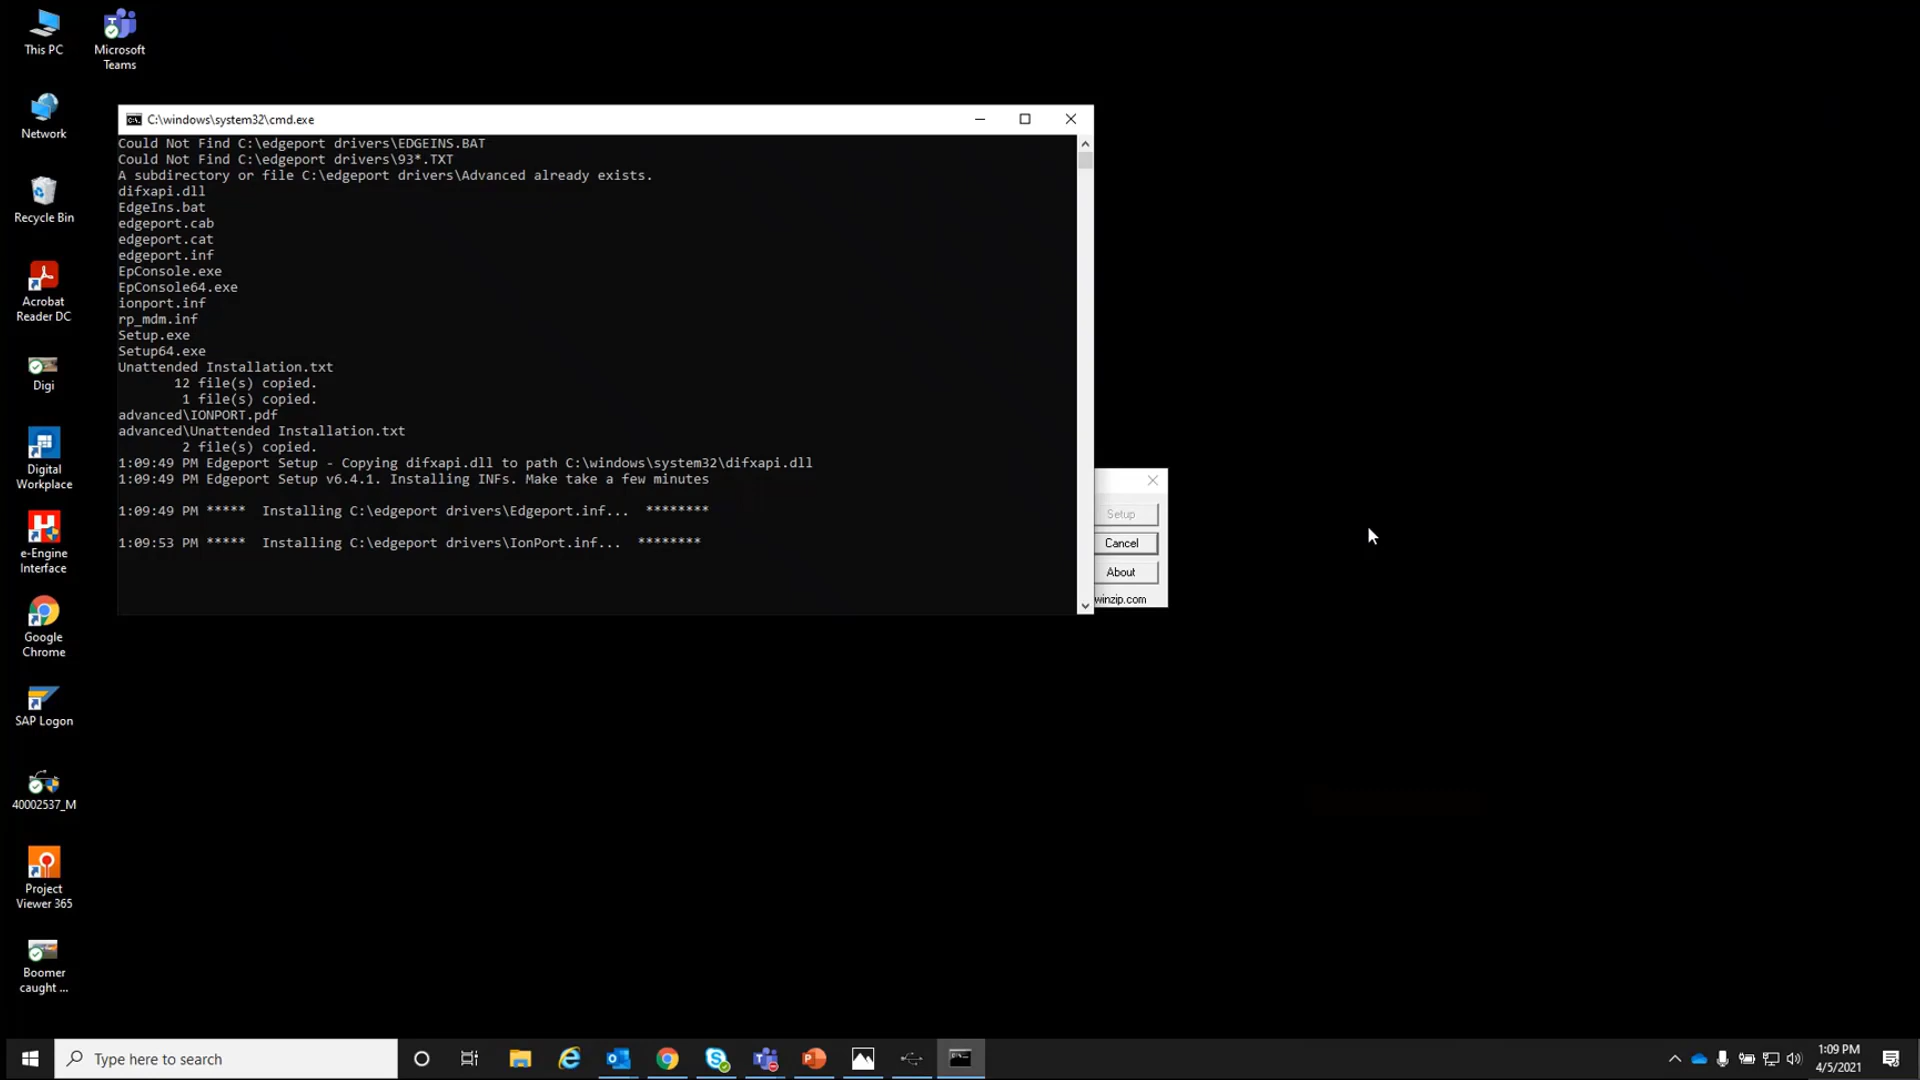 This PC
Microsoft
Teams
Network
Recycle Bin
Acrobat
Reader DC
Digi
Digital
Workplace
e-Engine
Interface
Google
Chrome
SAP Logon
40002537_M
Project
Viewer 365
Boomer
caught ...
C:\windows\system32\cmd.exe
Could Not Find C:\edgeport drivers\EDGEINS.BAT
Could Not Find C:\edgeport drivers\93*.TXT
A subdirectory or file C:\edgeport drivers\Advanced already exists.
difxapi.dll
EdgeIns.bat
edgeport.cab
edgeport.cat
edgeport.inf
EpConsole.exe
EpConsole64.exe
ionport.inf
rp_mdm.inf
Setup.exe
Setup64.exe
Unattended Installation.txt
12 file(s) copied.
1 file(s) copied.
advanced\IONPORT.pdf
advanced\Unattended Installation.txt
2 file(s) copied.
1:09:49 PM Edgeport Setup - Copying difxapi.dll to path C:\windows\system32\difxapi.dll
1:09:49 PM Edgeport Setup v6.4.1. Installing INFs. Make take a few minutes
1:09:49 PM ***** Installing C:\edgeport drivers\Edgeport.inf... ********
1:09:53 PM ***** Installing C:\edgeport drivers\IonPort.inf... ********
Setup
Cancel
About
winzip.com
Type here to search
1:09 PM
4/5/2021